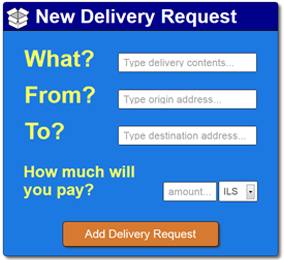 New Delivery Request
What? Type delivery contents...
From? Type origin address...
To? Type destination address...
How much will
you pay? amount... ILS
Add Delivery Request